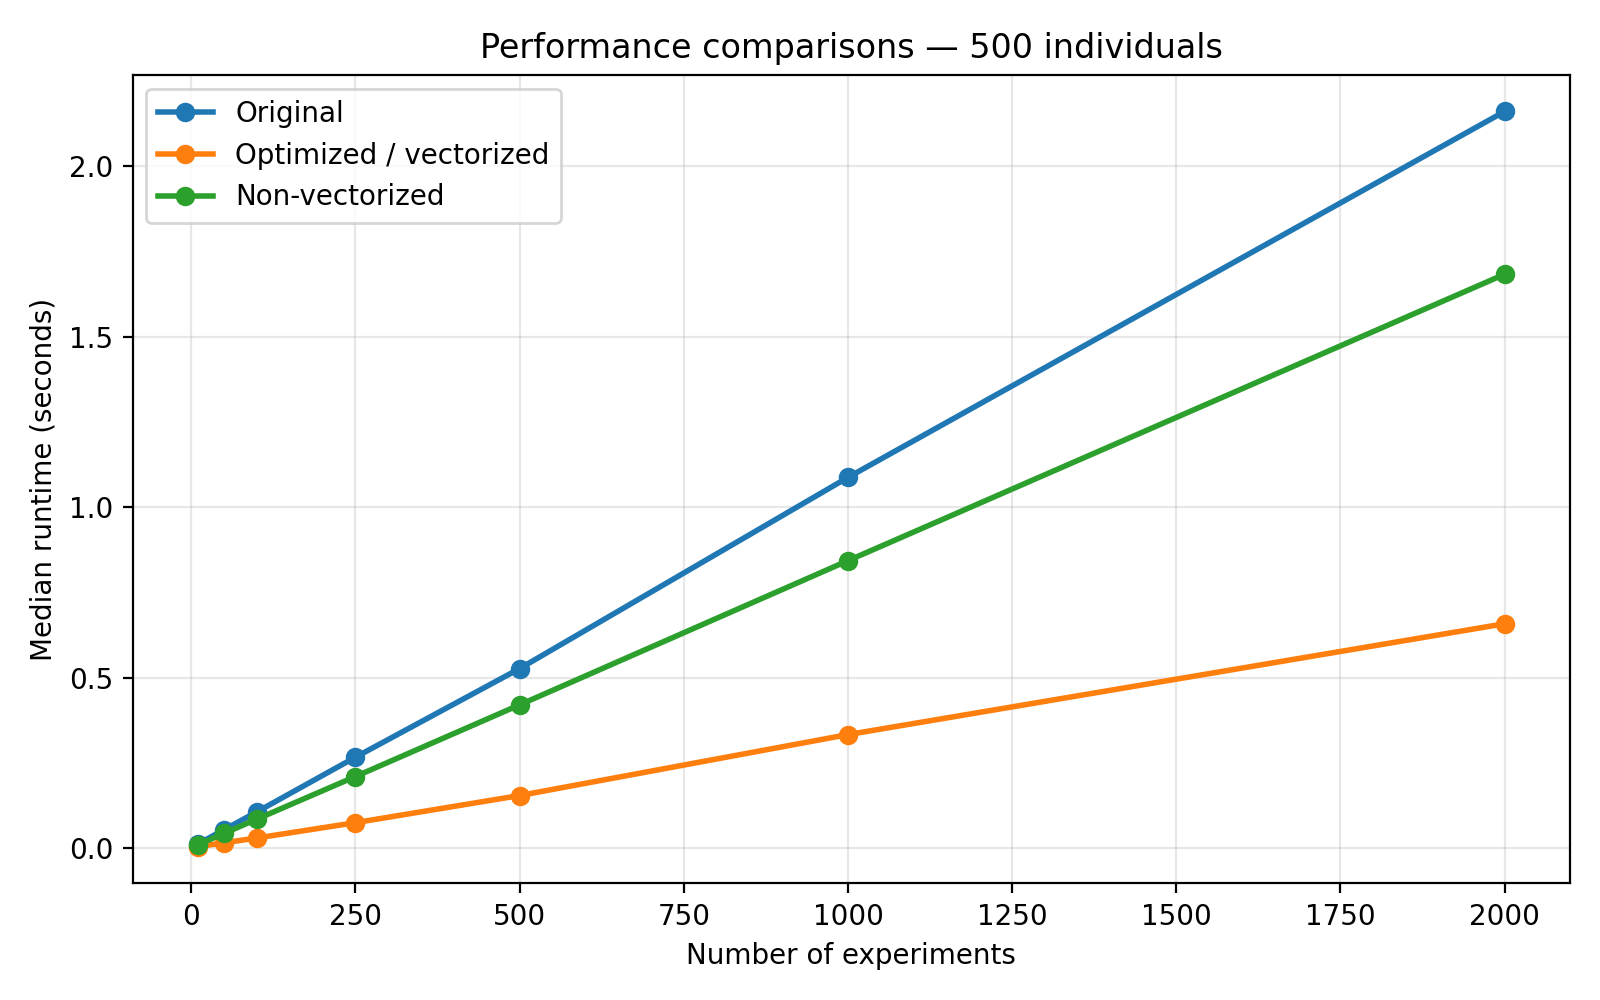 Performance comparisons — 500 individuals
Original
Optimized / vectorized
Non-vectorized
2.0
1.5
1.0
0.5
0.0
Median runtime (seconds)
0 250 500 750 1000 1250 1500 1750 2000
Number of experiments